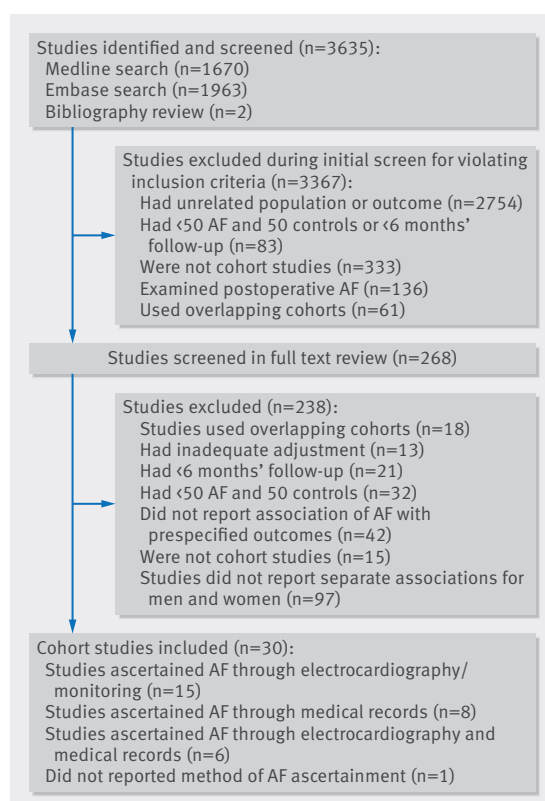 Studies identified and screened (n=3635):
Medline search (n=1670)
Embase search (n=1963)
Bibliography review (n=2)
Studies excluded during initial screen for violating
inclusion criteria (n=3367):
Had unrelated population or outcome (n=2754)
Had <50 AF and 50 controls or <6 months'
follow-up (n=83)
Were not cohort studies (n=333)
Examined postoperative AF (n=136)
Used overlapping cohorts (n=61)
Studies screened in full text review (n=268)
Studies excluded (n=238):
Studies used overlapping cohorts (n=18)
Had inadequate adjustment (n=13)
Had <6 months' follow-up (n=21)
Had <50 AF and 50 controls (n=32)
Did not report association of AF with
prespecified outcomes (n=42)
Were not cohort studies (n=15)
Studies did not report separate associations for
men and women (n=97)
Cohort studies included (n=30):
Studies ascertained AF through electrocardiography/
monitoring (n=15)
Studies ascertained AF through medical records (n=8)
Studies ascertained AF through electrocardiography and
medical records (n=6)
Did not reported method of AF ascertainment (n=1)